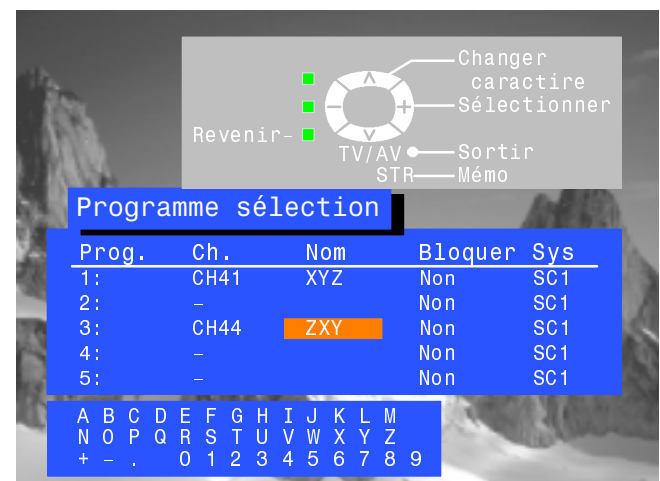 Changer
caractire
Sélectionner
Revenir-
TV/AV Sortir
STR Mémo
Programme sélection
Prog. Ch. Nom Bloquer Sys
1: CH41 XYZ Non SC1
2: – Non SC1
3: CH44 ZXY Non SC1
4: – Non SC1
5: – Non SC1
A B C D E F G H I J K L M
N O P Q R S T U V W X Y Z
+ – . 0 1 2 3 4 5 6 7 8 9